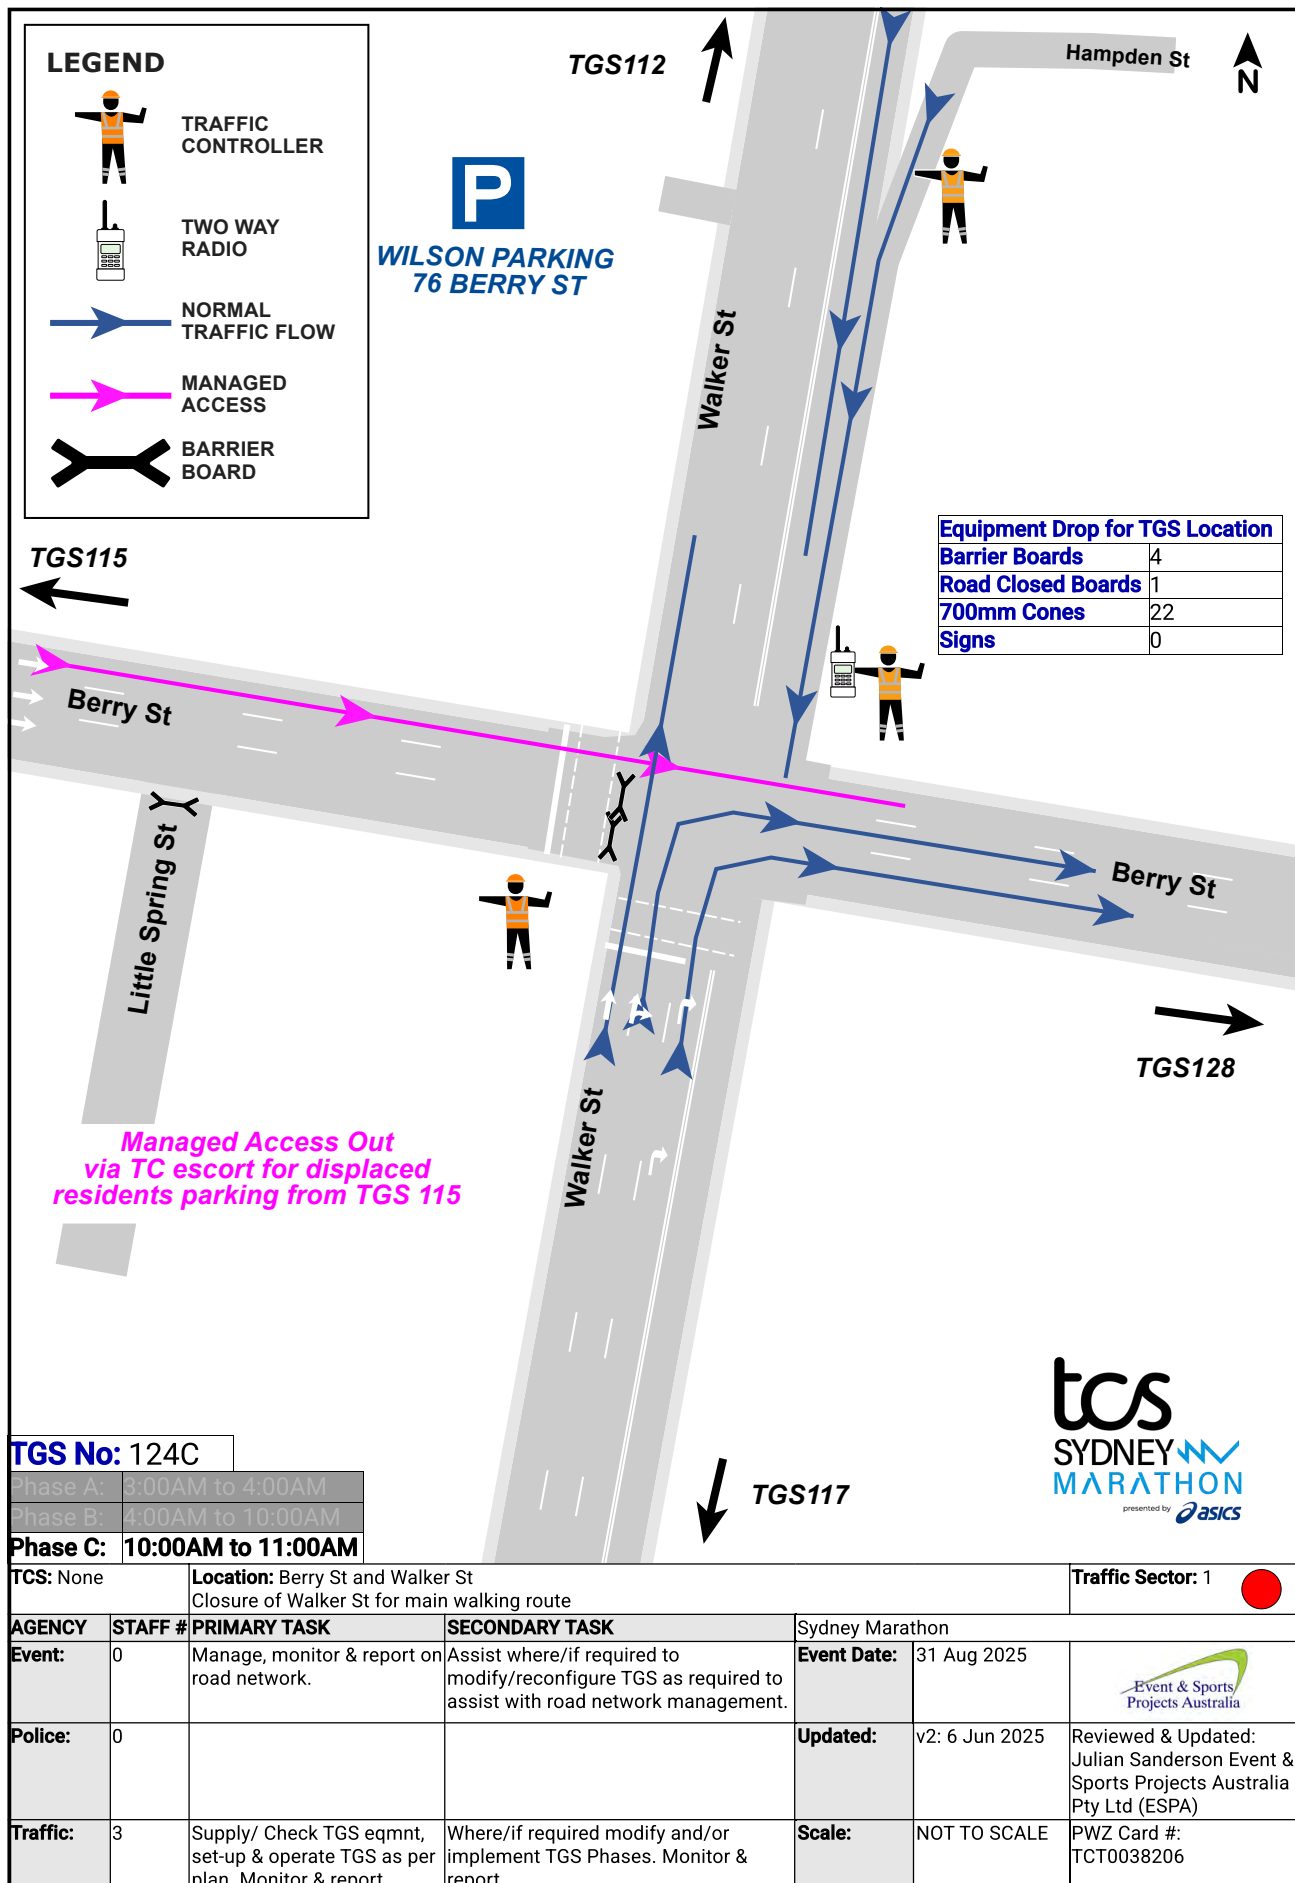 LEGEND
TRAFFIC
CONTROLLER
TWO WAY
RADIO
NORMAL
TRAFFIC FLOW
MANAGED
ACCESS
BARRIER
BOARD
TGS112
Hampden St
N
P
WILSON PARKING
76 BERRY ST
Walker St
Equipment Drop for TGS Location
Barrier Boards 4
Road Closed Boards 1
700mm Cones 22
Signs 0
TGS115
Berry St
Little Spring St
Berry St
TGS128
Walker St
Managed Access Out
via TC escort for displaced
residents parking from TGS 115
TGS117
tcs
SYDNEY
MARATHON
presented by asics
TGS No: 124C
Phase A: 3:00AM to 4:00AM
Phase B: 4:00AM to 10:00AM
Phase C: 10:00AM to 11:00AM
TCS: None
Location: Berry St and Walker St
Closure of Walker St for main walking route
Traffic Sector: 1
AGENCY STAFF # PRIMARY TASK SECONDARY TASK
Sydney Marathon
Event: 0
Manage, monitor & report on
road network.
Assist where/if required to
modify/reconfigure TGS as required to
assist with road network management.
Event Date: 31 Aug 2025
Event & Sports
Projects Australia
Police: 0
Updated: v2: 6 Jun 2025
Reviewed & Updated:
Julian Sanderson Event &
Sports Projects Australia
Pty Ltd (ESPA)
Traffic: 3
Supply/ Check TGS eqmnt,
set-up & operate TGS as per
plan. Monitor & report
Where/if required modify and/or
implement TGS Phases. Monitor &
report
Scale: NOT TO SCALE
PWZ Card #:
TCT0038206